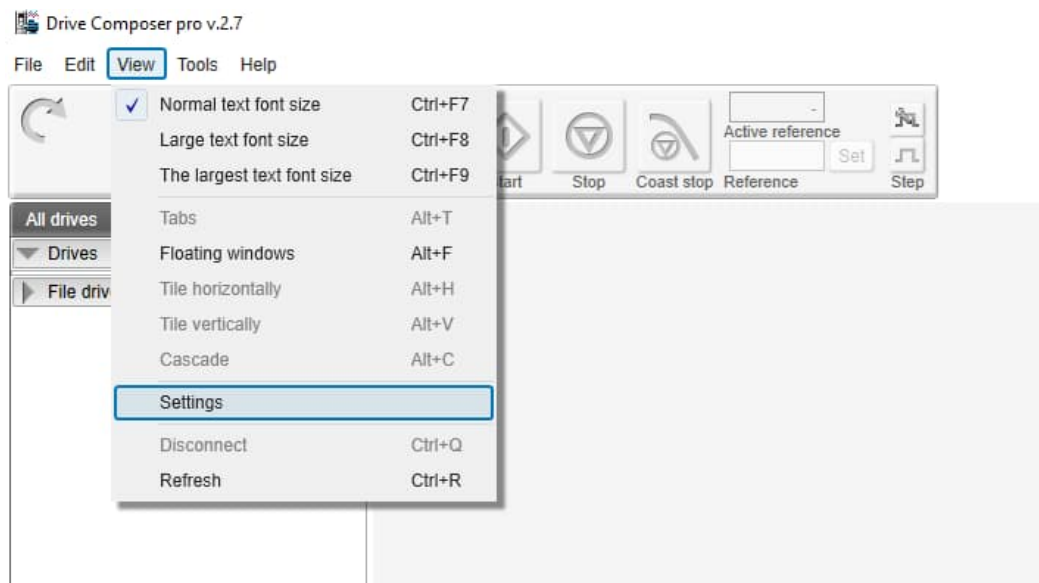 Drive Composer pro v.2.7
File Edit View Tools Help
Normal text font size Ctrl+F7
Large text font size Ctrl+F8
The largest text font size Ctrl+F9
Tabs Alt+T
Floating windows Alt+F
Tile horizontally Alt+H
Tile vertically Alt+V
Cascade Alt+C
Settings
Disconnect Ctrl+Q
Refresh Ctrl+R
tart Stop Coast stop
-
Active reference
Set
Reference
Step
All drives
Drives
File driv